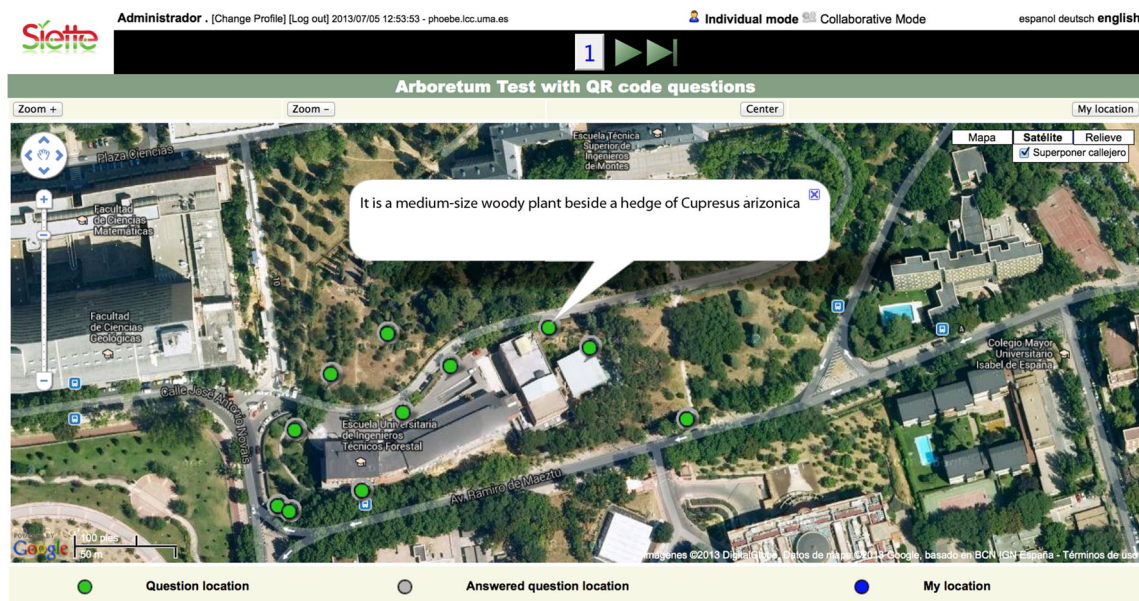 Siette
Administrador . [Change Profile] [Log out] 2013/07/05 12:53:53 - phoebe.lcc.uma.es
Individual mode Collaborative Mode
espanol deutsch english
1
Arboretum Test with QR code questions
Zoom +
Zoom −
Center
My location
Plaza Ciencias
Escuela Técnica
Superior de
Ingenieros
de Montes
Mapa
Satélite
Relieve
Superponer callejero
It is a medium-size woody plant beside a hedge of Cupresus arizonica
Facultad
de Ciencias
Matemáticas
Facultad
de Ciencias
Geológicas
Colegio Mayor
Universitario
Isabel de España
Calle José Antonio Novais
Escuela Universitaria
de Ingenieros
Técnicos Forestal
Av. Ramiro de Maeztu
Google
100 pies
50 m
Imágenes ©2013 DigitalGlobe, Datos de mapa ©2013 Google, basado en BCN IGN España - Términos de uso
Question location
Answered question location
My location